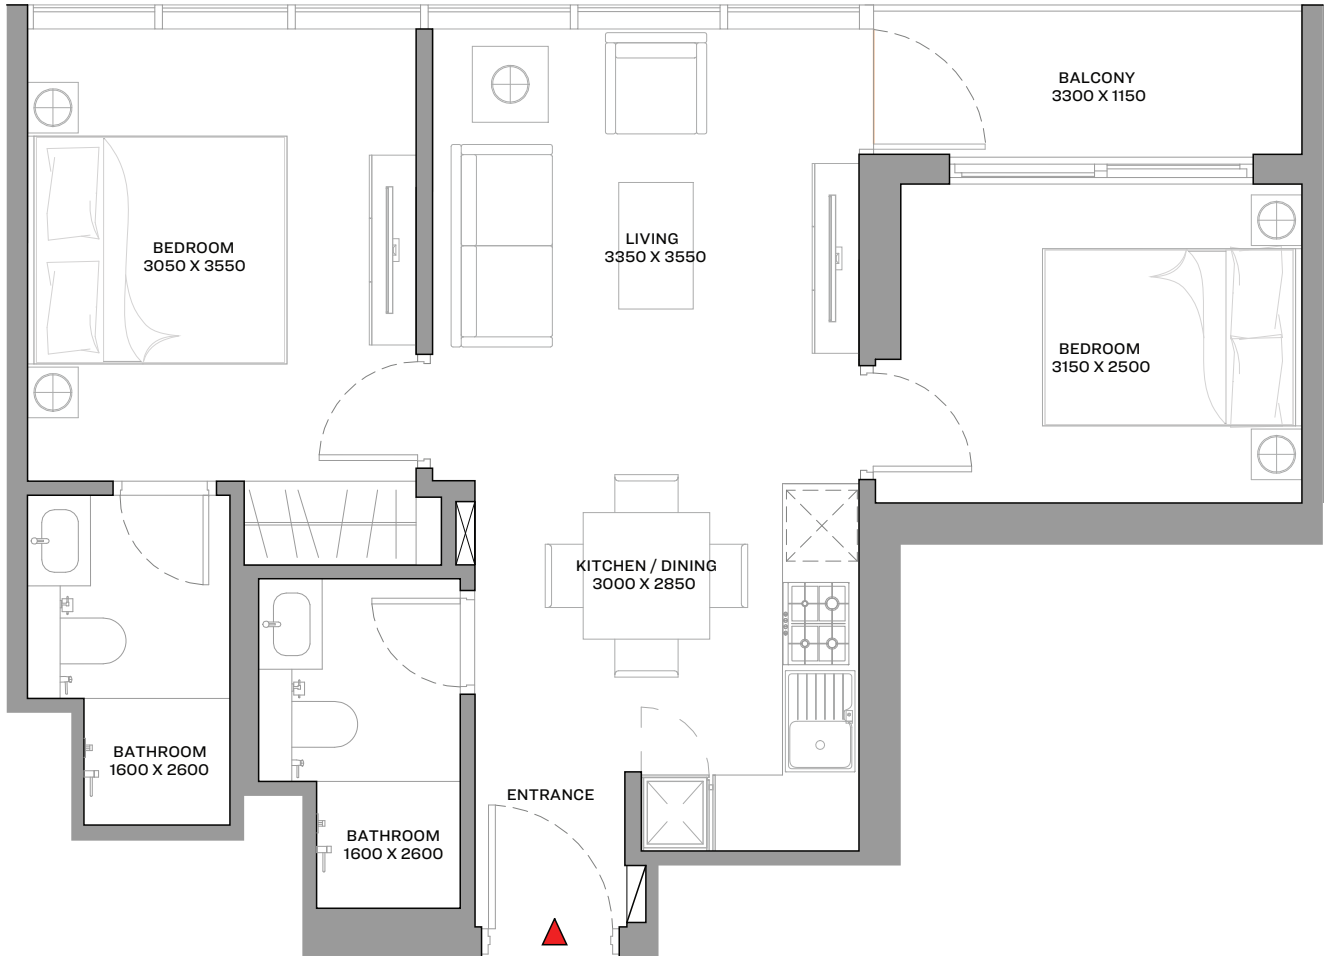 BALCONY
3300 X 1150
BEDROOM
3050 X 3550
LIVING
3350 X 3550
BEDROOM
3150 X 2500
KITCHEN / DINING
3000 X 2850
BATHROOM
1600 X 2600
ENTRANCE
BATHROOM
1600 X 2600